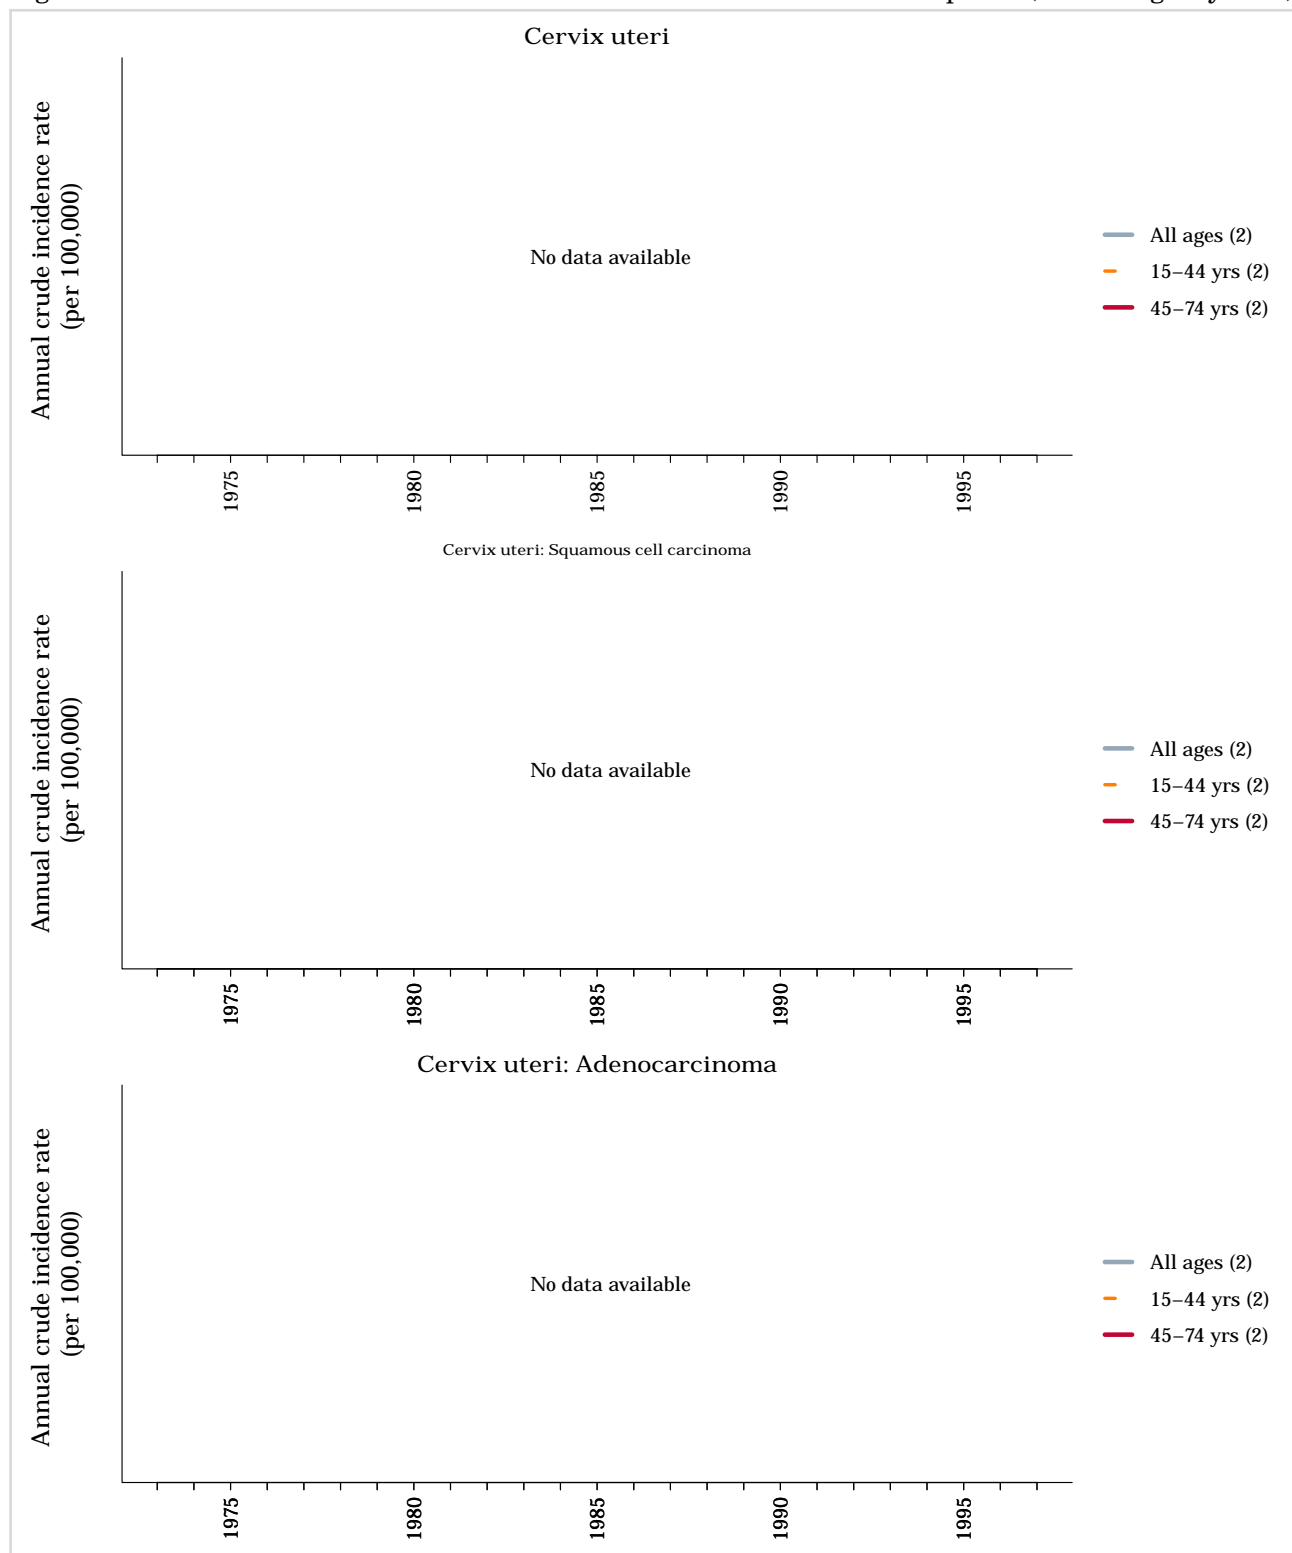 Cervix uteri
Annual crude incidence rate
(per 100,000)
No data available
All ages (2)
15–44 yrs (2)
45–74 yrs (2)
1975
1980
1985
1990
1995
Cervix uteri: Squamous cell carcinoma
Annual crude incidence rate
(per 100,000)
No data available
All ages (2)
15–44 yrs (2)
45–74 yrs (2)
1975
1980
1985
1990
1995
Cervix uteri: Adenocarcinoma
Annual crude incidence rate
(per 100,000)
No data available
All ages (2)
15–44 yrs (2)
45–74 yrs (2)
1975
1980
1985
1990
1995